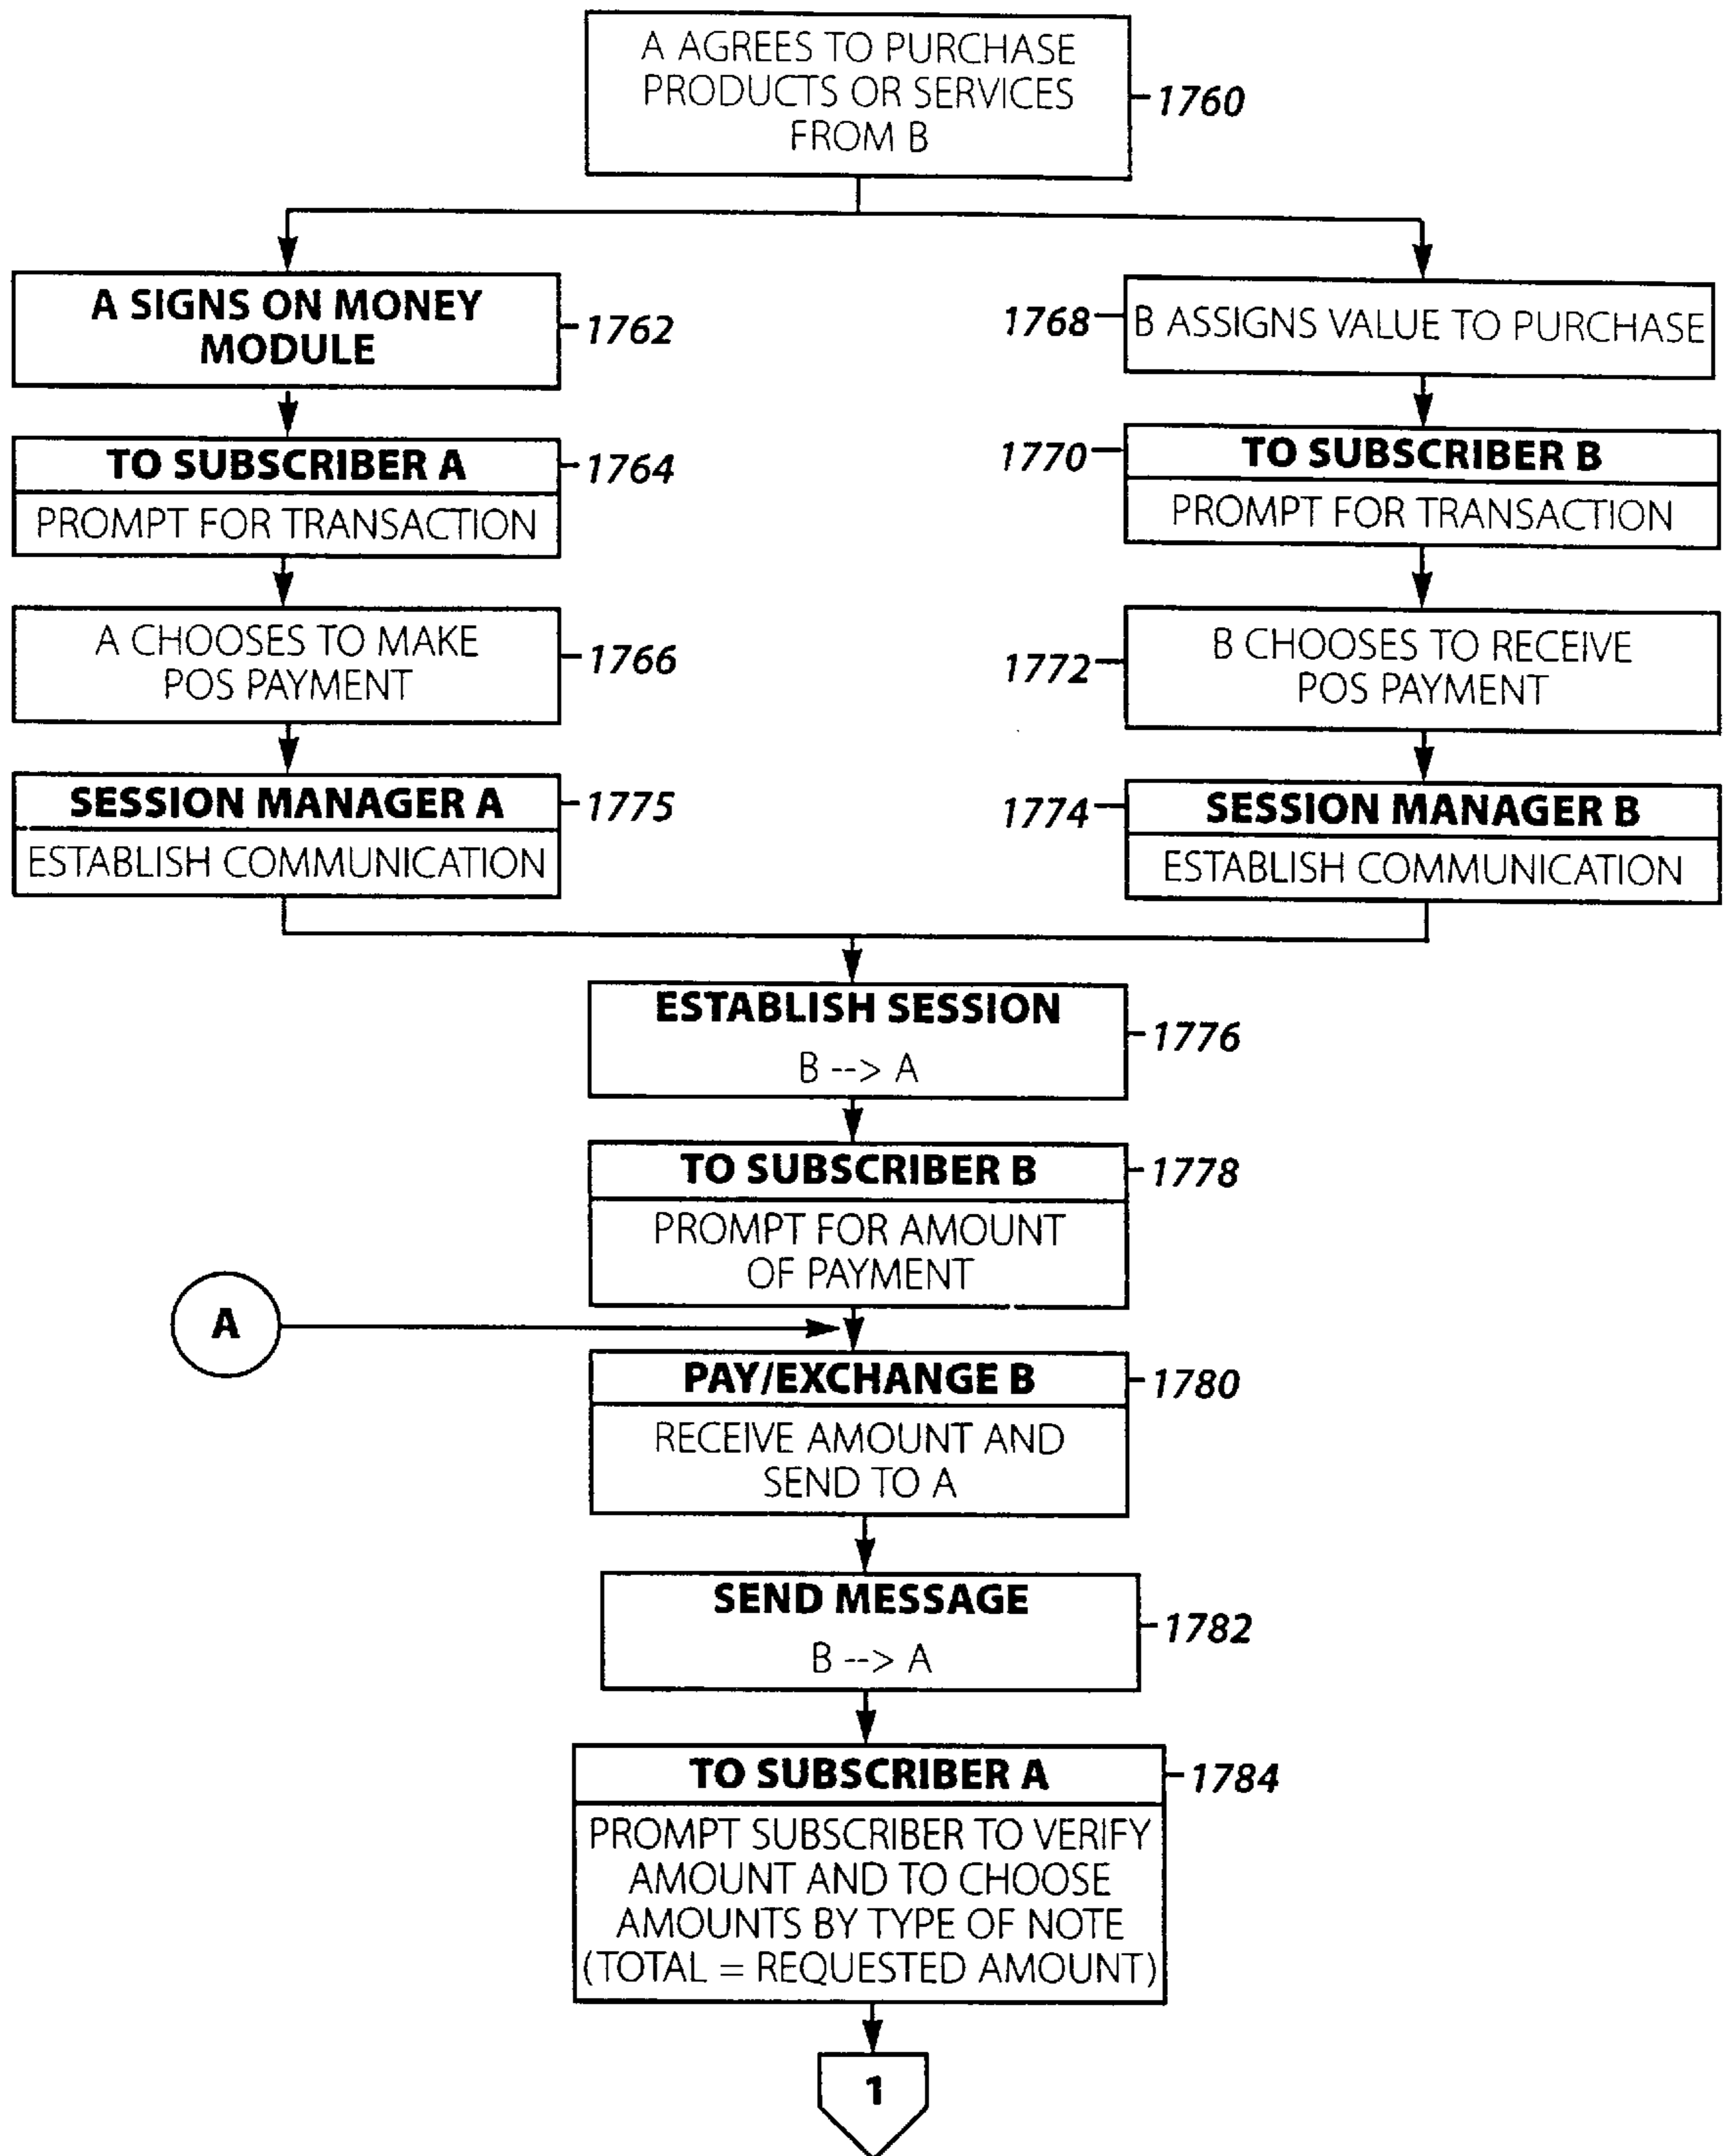 A AGREES TO PURCHASE
PRODUCTS OR SERVICES
FROM B
1760
A SIGNS ON MONEY
MODULE
1762
TO SUBSCRIBER A
1764
PROMPT FOR TRANSACTION
A CHOOSES TO MAKE
POS PAYMENT
1766
SESSION MANAGER A
1775
ESTABLISH COMMUNICATION
1768
B ASSIGNS VALUE TO PURCHASE
1770
TO SUBSCRIBER B
PROMPT FOR TRANSACTION
1772
B CHOOSES TO RECEIVE
POS PAYMENT
1774
SESSION MANAGER B
ESTABLISH COMMUNICATION
ESTABLISH SESSION
B --> A
1776
TO SUBSCRIBER B
1778
PROMPT FOR AMOUNT
OF PAYMENT
A
PAY/EXCHANGE B
1780
RECEIVE AMOUNT AND
SEND TO A
SEND MESSAGE
B --> A
1782
TO SUBSCRIBER A
1784
PROMPT SUBSCRIBER TO VERIFY
AMOUNT AND TO CHOOSE
AMOUNTS BY TYPE OF NOTE
(TOTAL = REQUESTED AMOUNT)
1